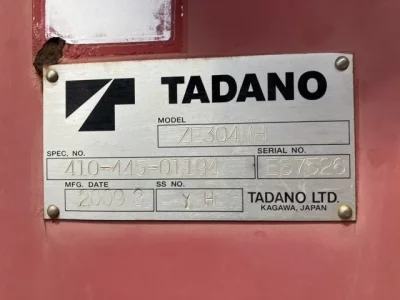 TADANO
MODEL
ZE304MH
SPEC. NO. SERIAL NO.
410-445-01194 EG7526
MFG. DATE SS NO.
2009 2 Y H TADANO LTD.
KAGAWA, JAPAN